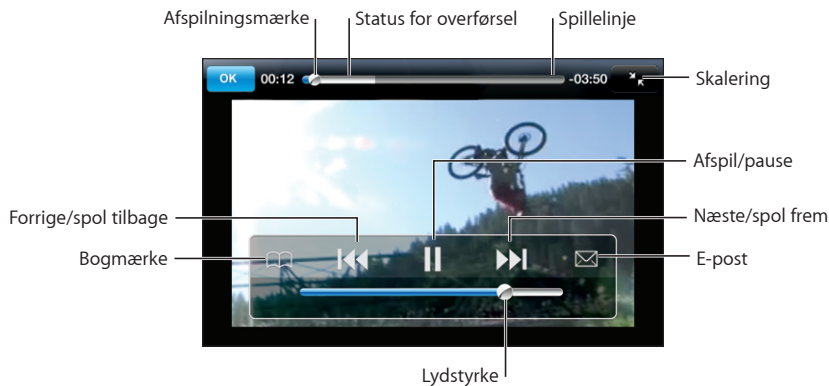 Afspilningsmærke
Status for overførsel
Spillelinje
OK
00:12
-03:50
Skalering
Afspil/pause
Forrige/spol tilbage
Næste/spol frem
Bogmærke
E-post
Lydstyrke